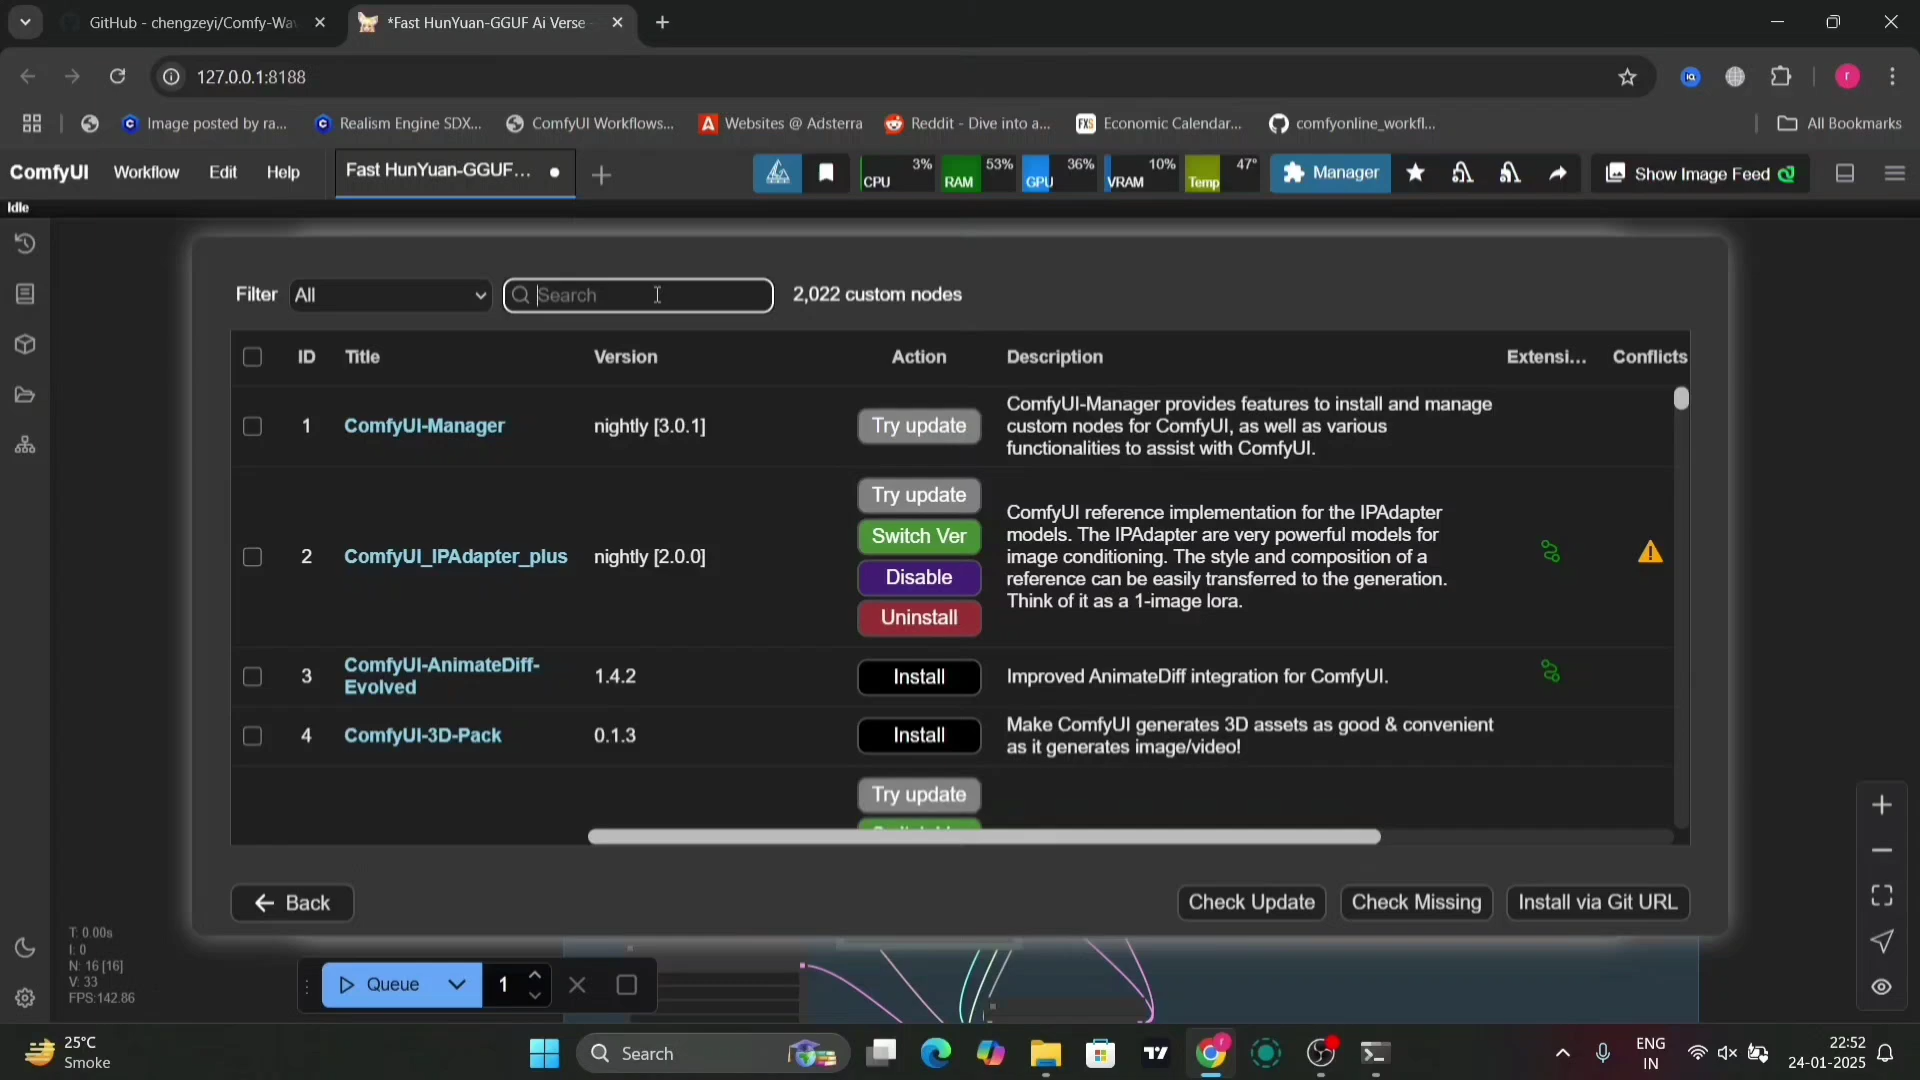 GitHub - chengzeyi/Comfy-Wav
*Fast HunYuan-GGUF Ai Verse -
127.0.0.1:8188
Image posted by ra...
Realism Engine SDX...
ComfyUI Workflows...
Websites @ Adsterra
Reddit - Dive into a...
FXS
Economic Calendar...
comfyonline_workfl...
All Bookmarks
ComfyUI
Workflow
Edit
Help
Fast HunYuan-GGUF...
CPU 3%
RAM 53%
GPU 36%
VRAM 10%
Temp 47°
Manager
Show Image Feed
Idle
Filter
All
Search
2,022 custom nodes
ID
Title
Version
Action
Description
Extensi...
Conflicts
1
ComfyUI-Manager
nightly [3.0.1]
Try update
ComfyUI-Manager provides features to install and manage
custom nodes for ComfyUI, as well as various
functionalities to assist with ComfyUI.
2
ComfyUI_IPAdapter_plus
nightly [2.0.0]
Try update
Switch Ver
Disable
Uninstall
ComfyUI reference implementation for the IPAdapter
models. The IPAdapter are very powerful models for
image conditioning. The style and composition of a
reference can be easily transferred to the generation.
Think of it as a 1-image lora.
3
ComfyUI-AnimateDiff-
Evolved
1.4.2
Install
Improved AnimateDiff integration for ComfyUI.
4
ComfyUI-3D-Pack
0.1.3
Install
Make ComfyUI generates 3D assets as good & convenient
as it generates image/video!
Try update
Back
Check Update
Check Missing
Install via Git URL
T: 0.00s
I: 0
N: 16 [16]
V: 33
FPS:142.86
Queue
1
25°C
Smoke
Search
ENG
IN
22:52
24-01-2025